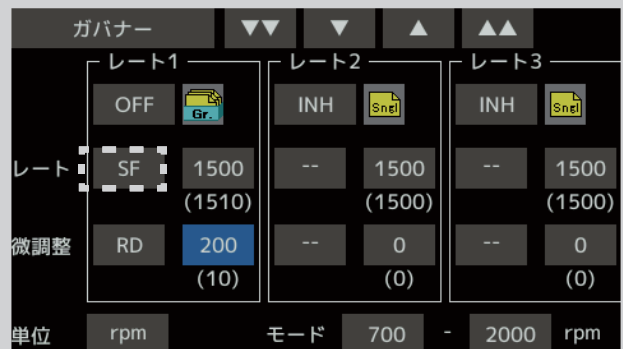 ガバナー ▼▼ ▼ ▲ ▲▲
レート1 レート2 レート3
OFF Gr. INH Sngl INH Sngl
レート SF 1500 -- 1500 -- 1500
(1510) (1500) (1500)
微調整 RD 200 -- 0 -- 0
(10) (0) (0)
単位 rpm モード 700 - 2000 rpm